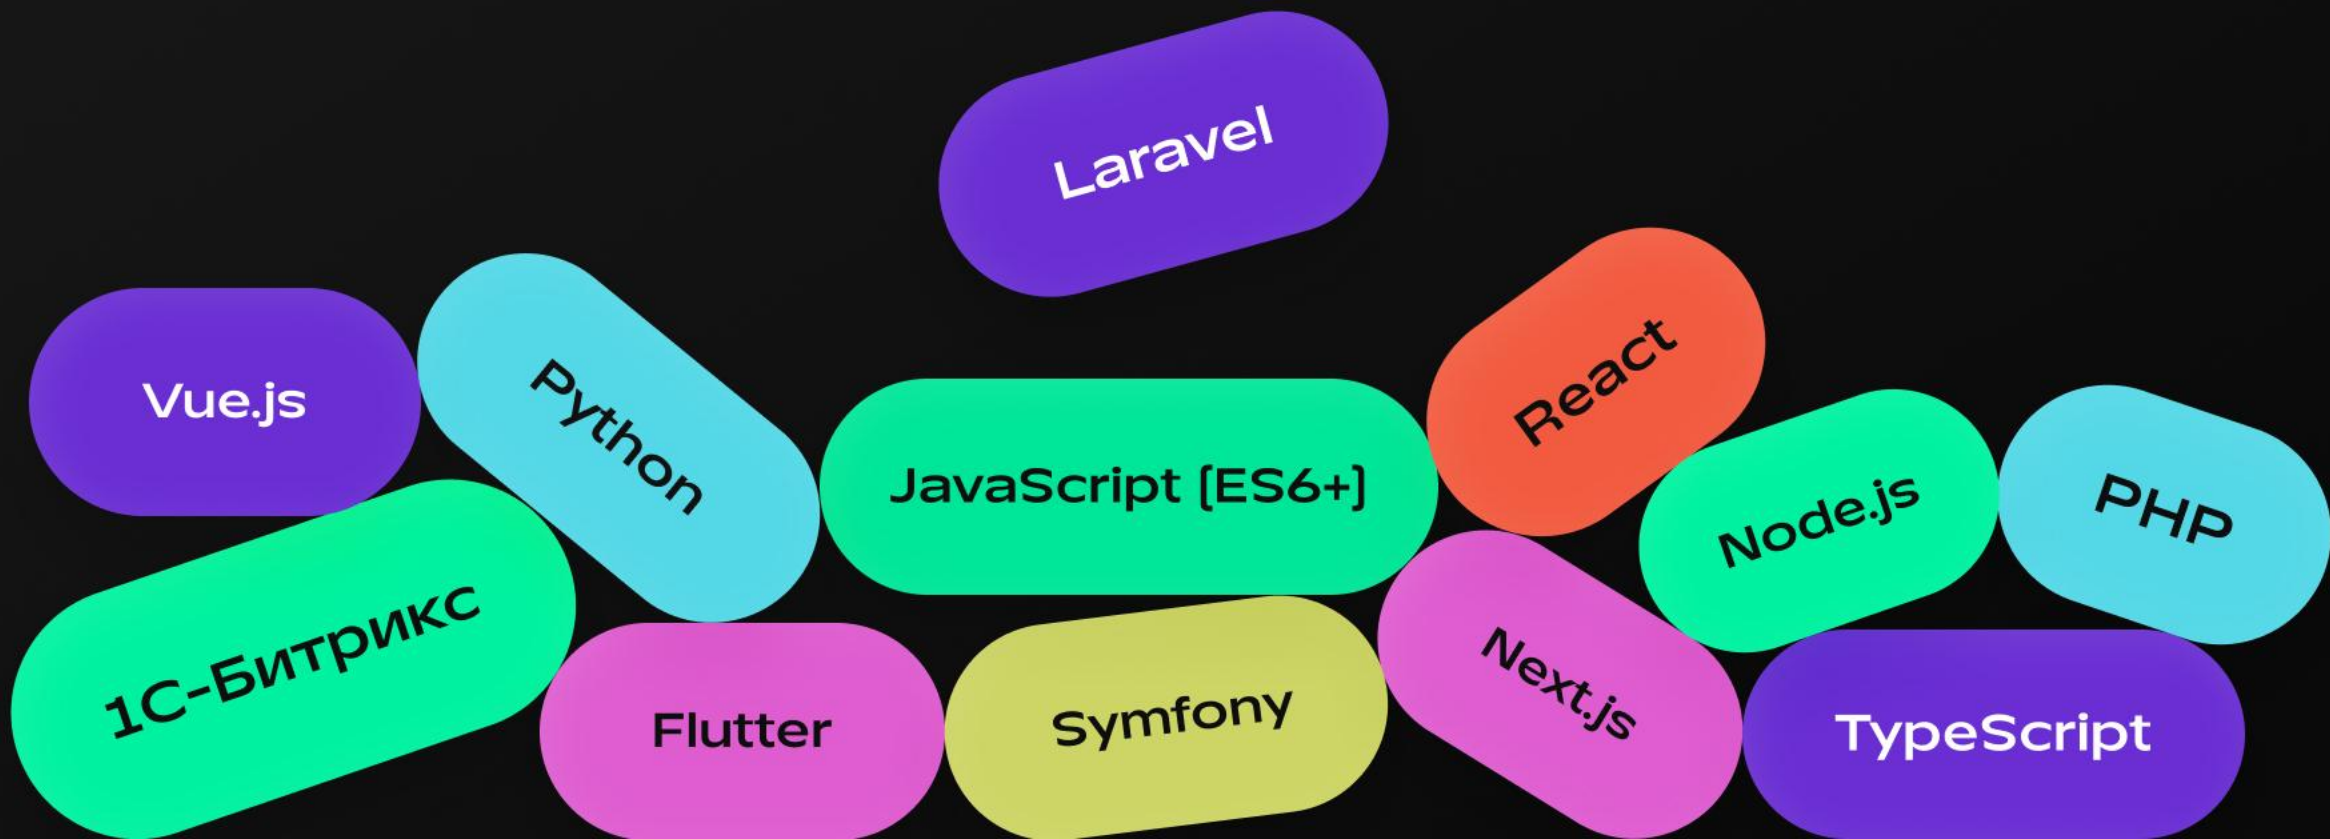 Laravel
React
Vue.js
Python
JavaScript (ES6+)
Node.js
PHP
1С-Битрикс
Flutter
Symfony
Next.js
TypeScript